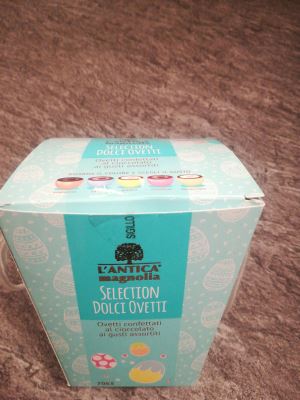 SELECTION
DOLCI OVETTI
Ovetti confettati
al cioccolato
ai gusti assortiti
SIGILLO
L'ANTICA
magnolia
SELECTION
DOLCI OVETTI
Ovetti confettati
al cioccolato
ai gusti assortiti